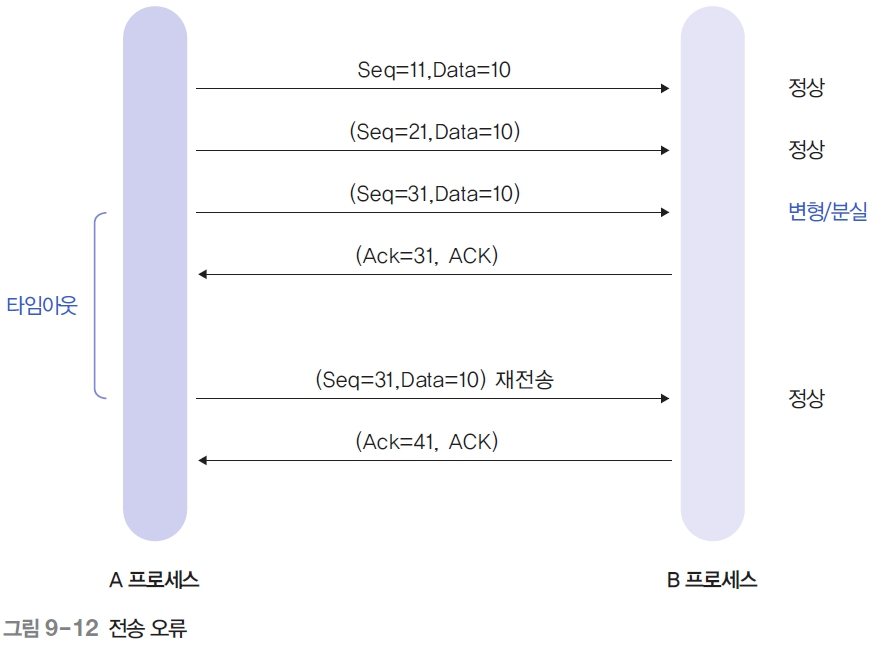 Seq=11,Data=10
정상
(Seq=21,Data=10)
정상
(Seq=31,Data=10)
변형/분실
(Ack=31, ACK)
타임아웃
(Seq=31,Data=10) 재전송
정상
(Ack=41, ACK)
A 프로세스
B 프로세스
그림 9-12 전송 오류